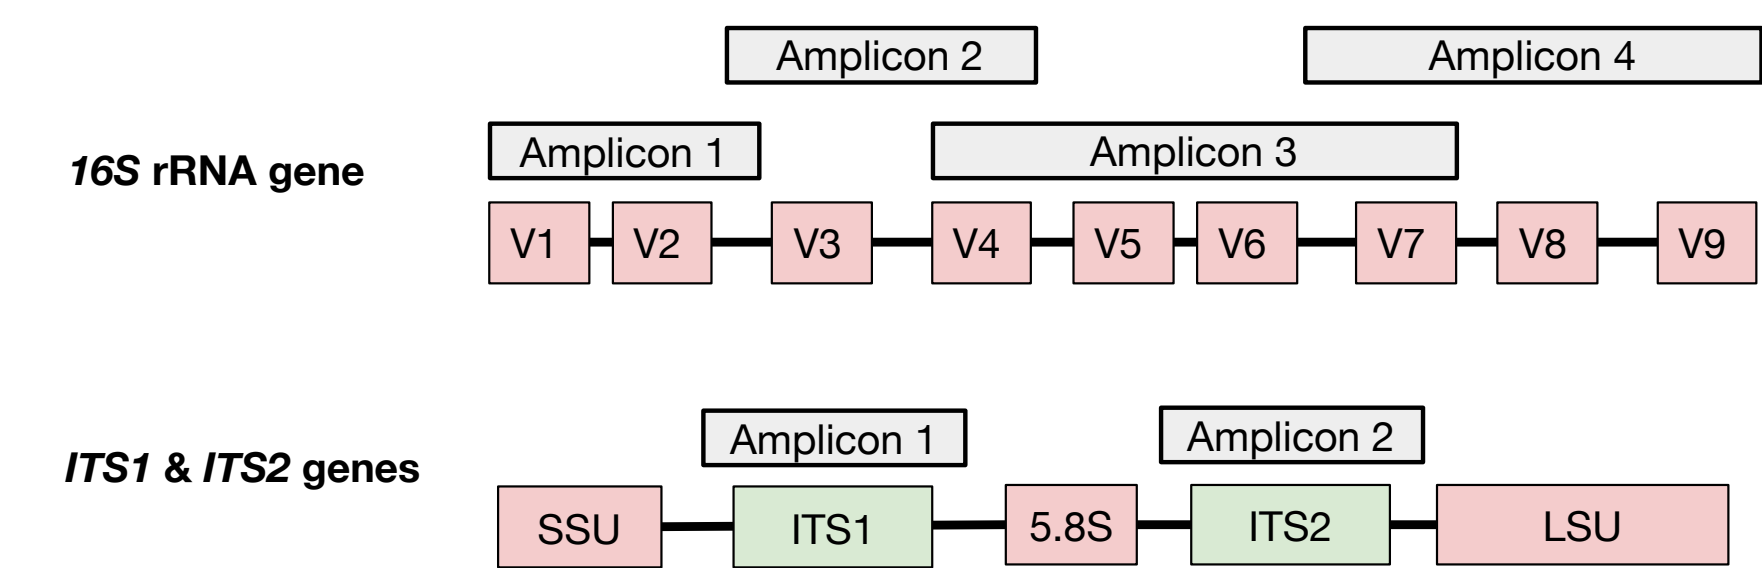 Amplicon 2
Amplicon 4
Amplicon 1
Amplicon 3
16S rRNA gene
V1
V2
V3
V4
V5
V6
V7
V8
V9
Amplicon 1
Amplicon 2
ITS1 & ITS2 genes
SSU
ITS1
5.8S
ITS2
LSU